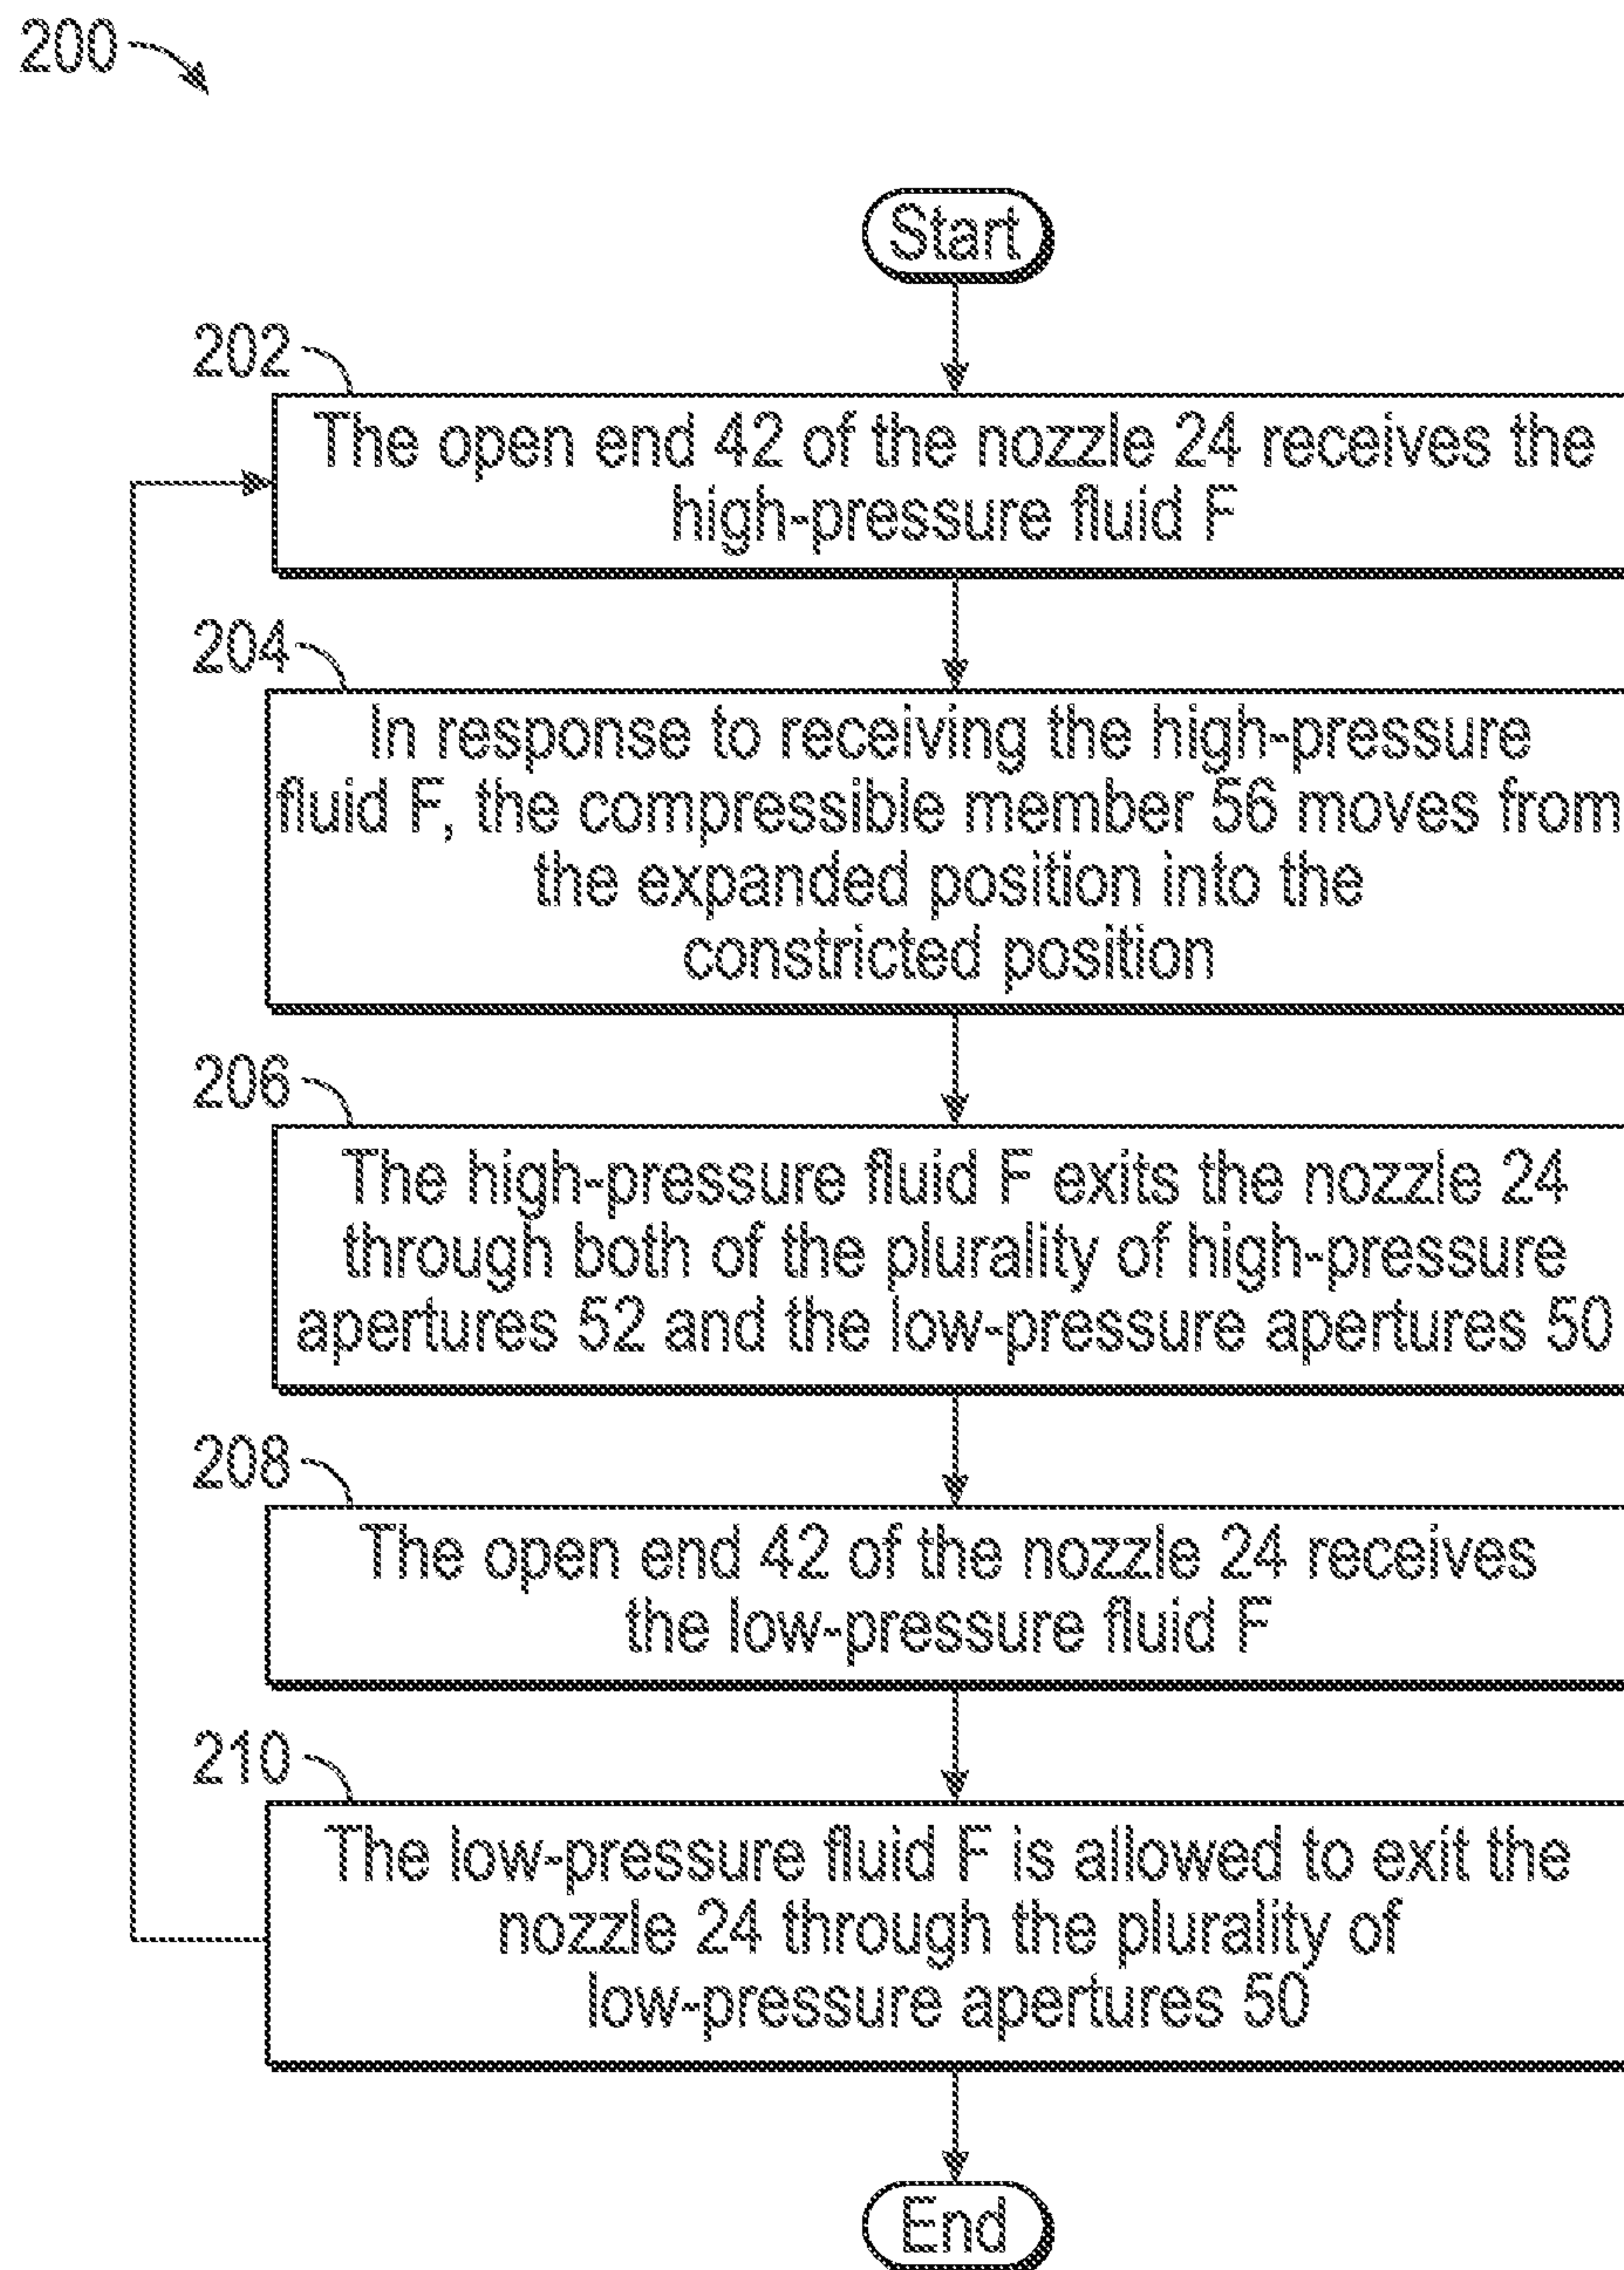 200
Start
202
The open end 42 of the nozzle 24 receives the
high-pressure fluid F
204
In response to receiving the high-pressure
fluid F, the compressible member 56 moves from
the expanded position into the
constricted position
206
The high-pressure fluid F exits the nozzle 24
through both of the plurality of high-pressure
apertures 52 and the low-pressure apertures 50
208
The open end 42 of the nozzle 24 receives
the low-pressure fluid F
210
The low-pressure fluid F is allowed to exit the
nozzle 24 through the plurality of
low-pressure apertures 50
End